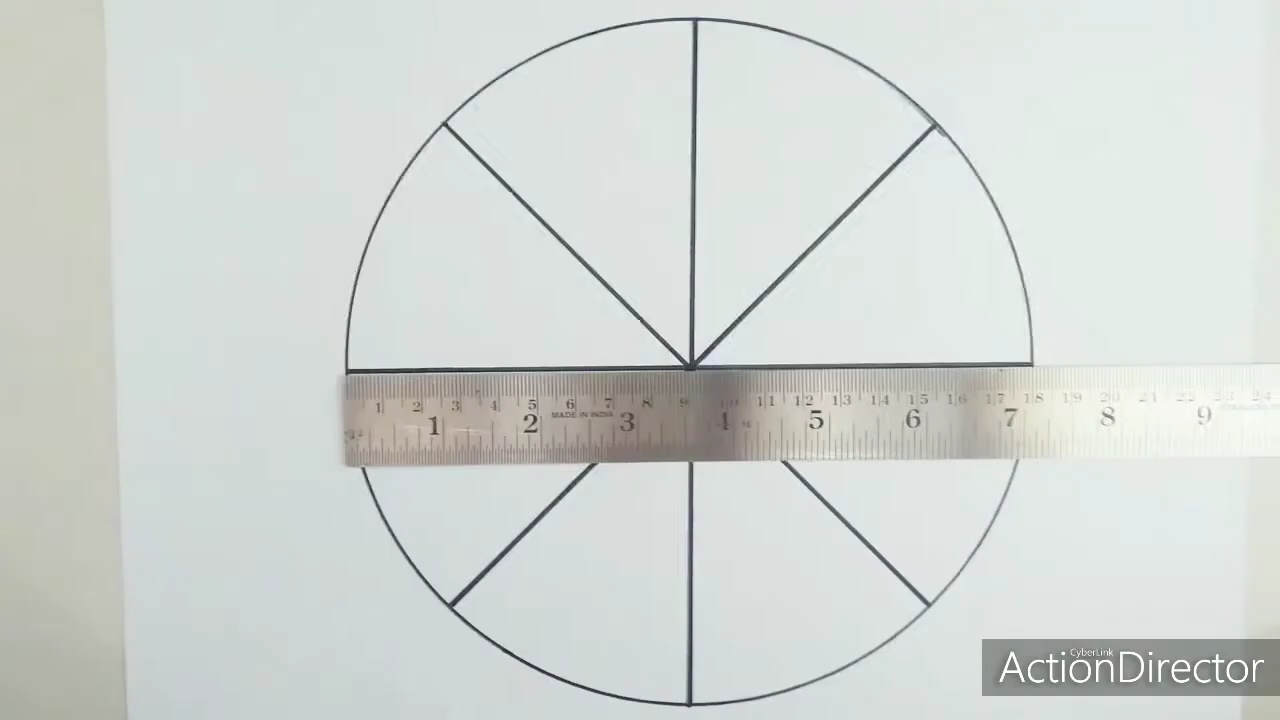 1 2 3 4 5 6 7 8 9 10 11 12 13 14 15 16 17 18 19 20 21 22 23 24
MADE IN INDIA
1 2 3 4 5 6 7 8 9
CyberLink
ActionDirector